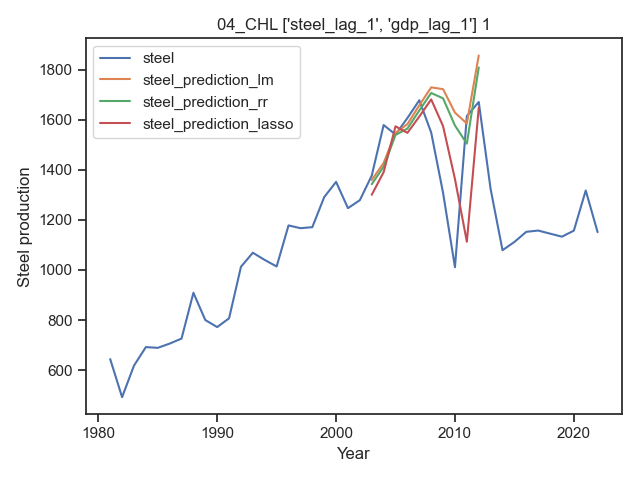 04_CHL ['steel_lag_1', 'gdp_lag_1'] 1
steel
steel_prediction_lm
steel_prediction_rr
steel_prediction_lasso
1800
1600
1400
1200
1000
800
600
Steel production
1980
1990
2000
2010
2020
Year